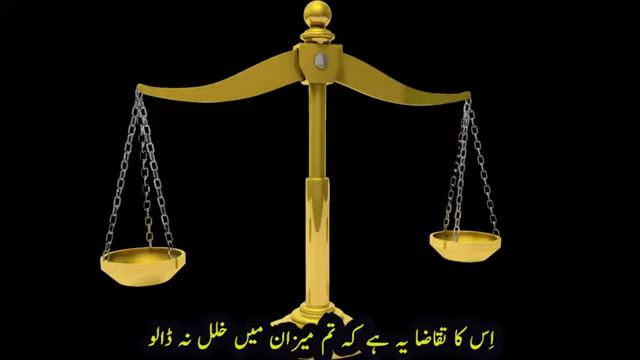 اِس کا تقاضا یہ ہے کہ تم میزان میں خلل نہ ڈالو